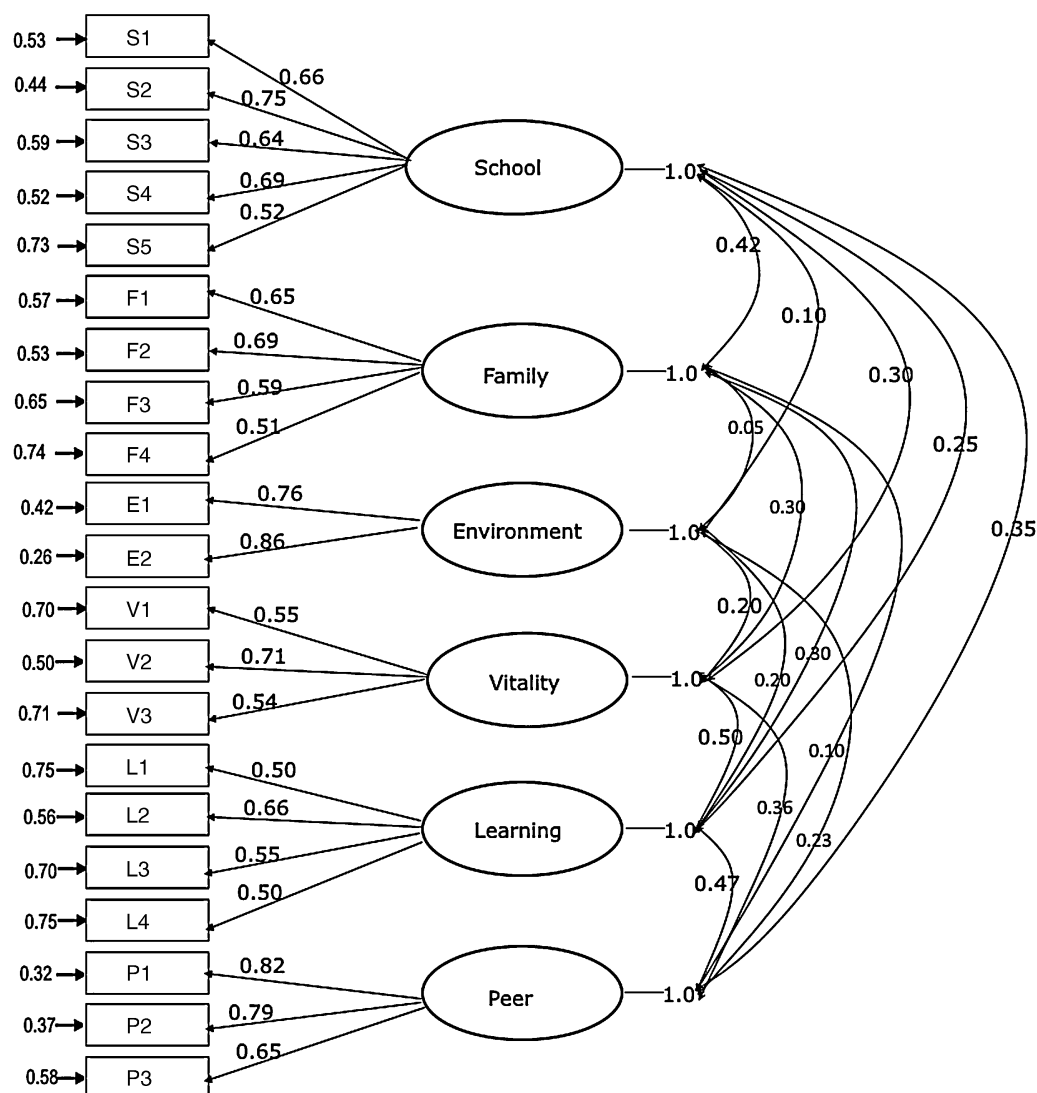 0.53 S1
0.66
0.44 S2 0.75
0.59 S3 0.64
School 1.0
0.52 S4 0.69
0.52
0.73 S5 0.42
0.57 F1 0.65
0.10
0.53 F2 0.69
Family 1.0 0.30
0.65 F3 0.59
0.74 F4 0.51 0.05
0.25
0.42 E1 0.76
0.30
Environment 1.0 0.35
0.26 E2 0.86
0.70 V1 0.55 0.20
0.50 V2 0.71 0.30
Vitality 1.0 0.20
0.71 V3 0.54
0.50
0.10
0.75 L1 0.50
0.56 L2 0.66 0.36
Learning 1.0 0.23
0.70 L3 0.55
0.50 0.47
0.75 L4
0.32 P1 0.82
Peer 1.0
0.37 P2 0.79
0.65
0.58 P3